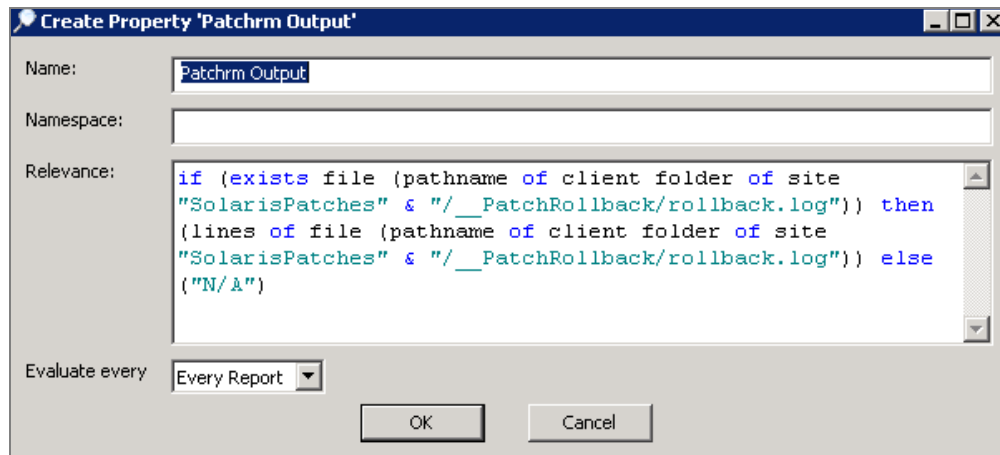 Create Property 'Patchrm Output'
Name:
Patchrm Output
Namespace:
Relevance:
if (exists file (pathname of client folder of site
"SolarisPatches" & "/__PatchRollback/rollback.log")) then
(lines of file (pathname of client folder of site
"SolarisPatches" & "/__PatchRollback/rollback.log")) else
("N/A")
Evaluate every
Every Report
OK
Cancel